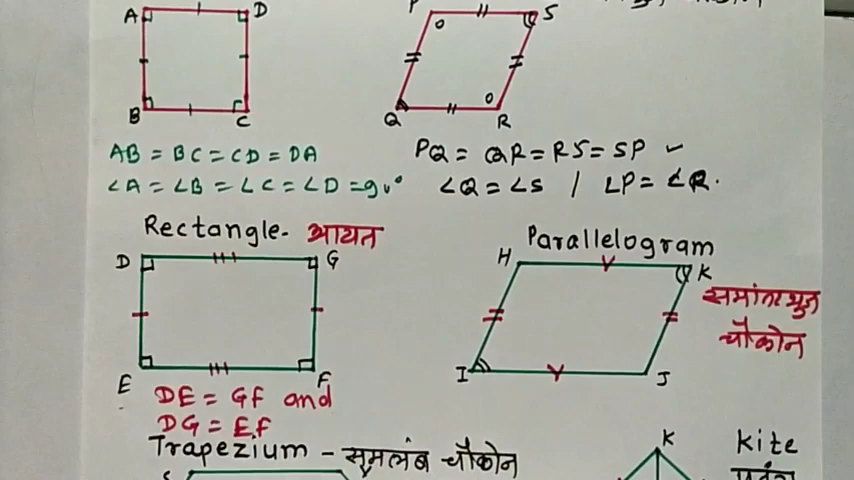 A D
P S
B C
Q R
AB = BC = CD = DA
PQ = QR = RS = SP ✓
∠A = ∠B = ∠C = ∠D = 90°
∠Q = ∠S / ∠P = ∠R.
Rectangle - आयत
Parallelogram
D G
H K
समांतरभुज
चौकोन
E F
I J
DE = GF and
DG = EF
Trapezium - समलंब चौकोन
K Kite
पतंग
S